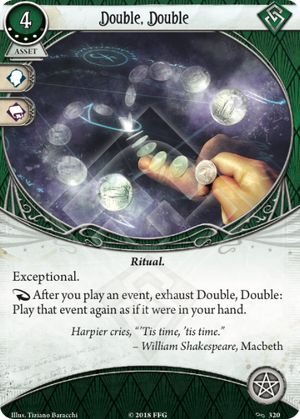 4
Double, Double
ASSET
Ritual.
Exceptional.
After you play an event, exhaust Double, Double:
Play that event again as if it were in your hand.
Harpier cries, “’Tis time, ’tis time.”
– William Shakespeare, Macbeth
Illus. Tiziano Baracchi
© 2018 FFG
320